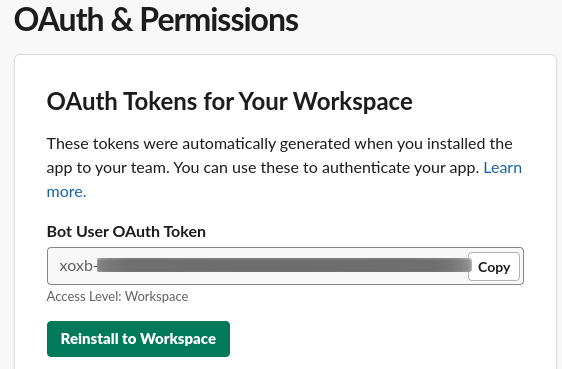 OAuth & Permissions
OAuth Tokens for Your Workspace
These tokens were automatically generated when you installed the
app to your team. You can use these to authenticate your app. Learn
more.
Bot User OAuth Token
xoxb-
Copy
Access Level: Workspace
Reinstall to Workspace